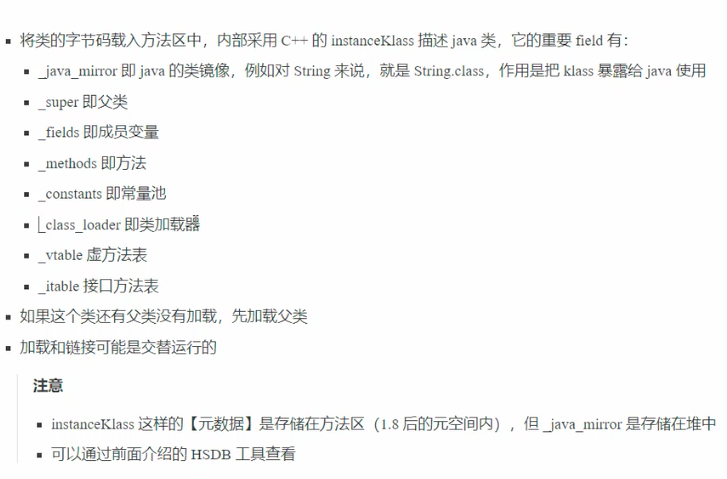 将类的字节码载入方法区中，内部采用 C++ 的 instanceKlass 描述 java 类，它的重要 field 有：
_java_mirror 即 java 的类镜像，例如对 String 来说，就是 String.class，作用是把 klass 暴露给 java 使用
_super 即父类
_fields 即成员变量
_methods 即方法
_constants 即常量池
_class_loader 即类加载器
_vtable 虚方法表
_itable 接口方法表
如果这个类还有父类没有加载，先加载父类
加载和链接可能是交替运行的
注意
instanceKlass 这样的【元数据】是存储在方法区（1.8 后的元空间内），但 _java_mirror 是存储在堆中
可以通过前面介绍的 HSDB 工具查看